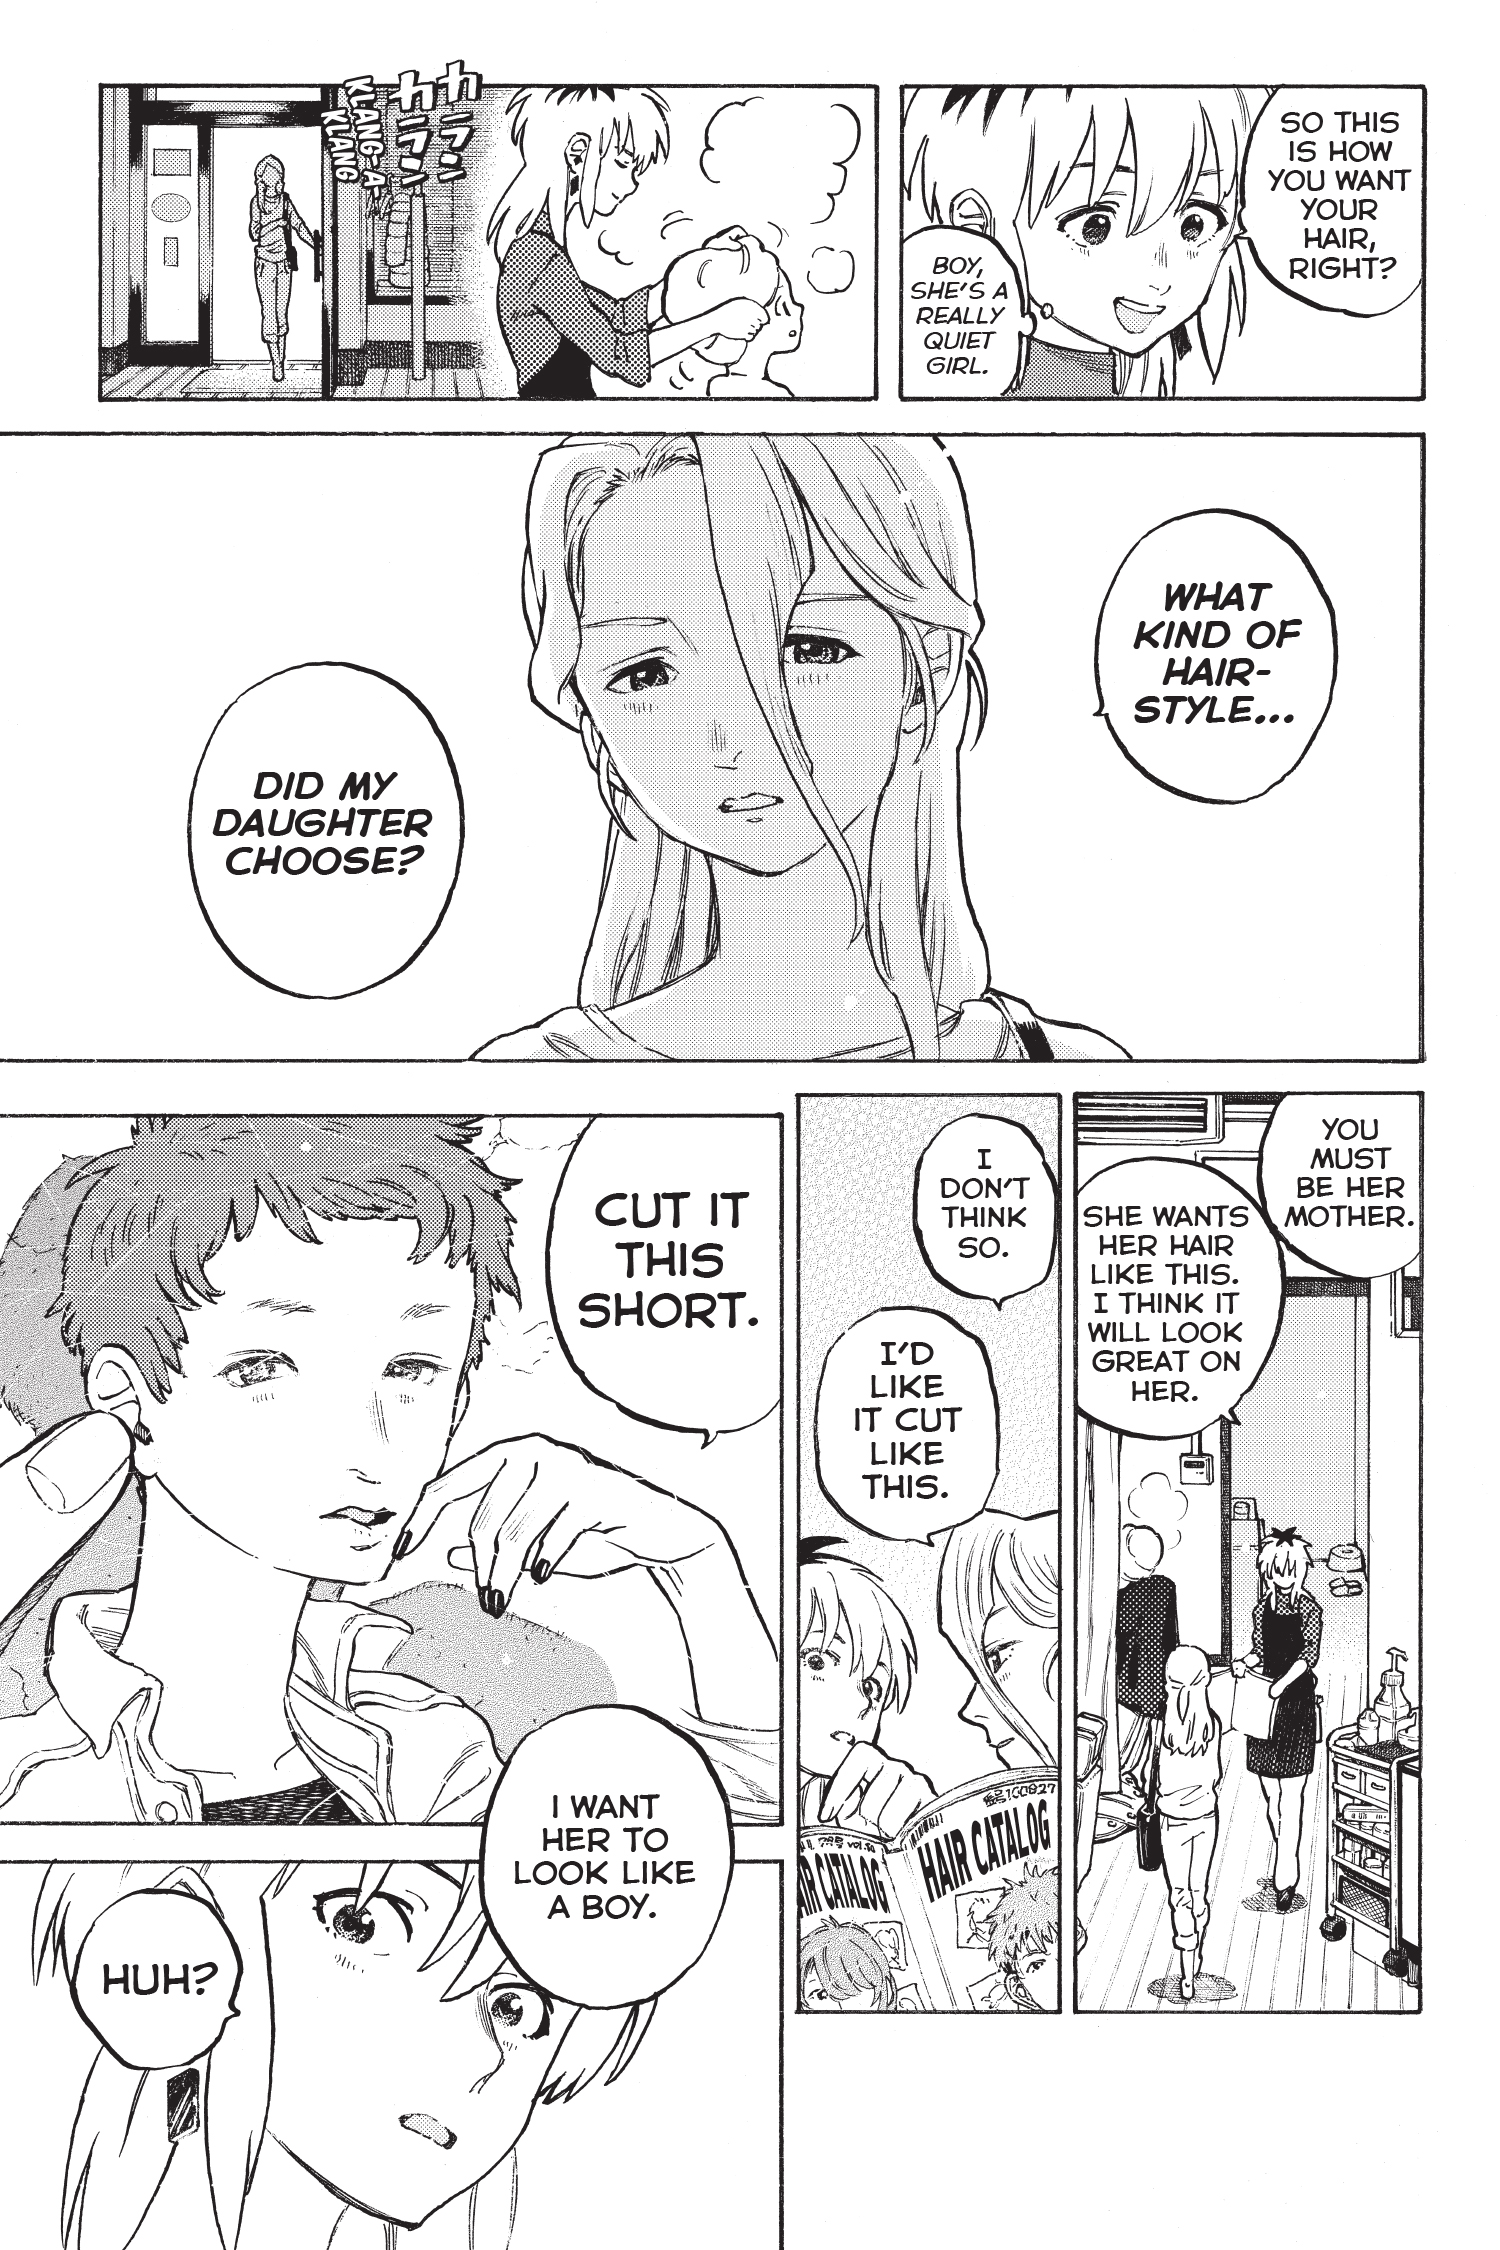 SO THIS
IS HOW
YOU WANT
YOUR
HAIR,
RIGHT?
BOY,
SHE'S A
REALLY
QUIET
GIRL.
カラン
カラン
KLANG-A-
KLANG
WHAT
KIND OF
HAIR-
STYLE...
DID MY
DAUGHTER
CHOOSE?
YOU
MUST
BE HER
MOTHER.
SHE WANTS
HER HAIR
LIKE THIS.
I THINK IT
WILL LOOK
GREAT ON
HER.
I
DON'T
THINK
SO.
I'D
LIKE
IT CUT
LIKE
THIS.
100827
HAIR CATALOG
vol.
AIR CATALOG
CUT IT
THIS
SHORT.
I WANT
HER TO
LOOK LIKE
A BOY.
HUH?